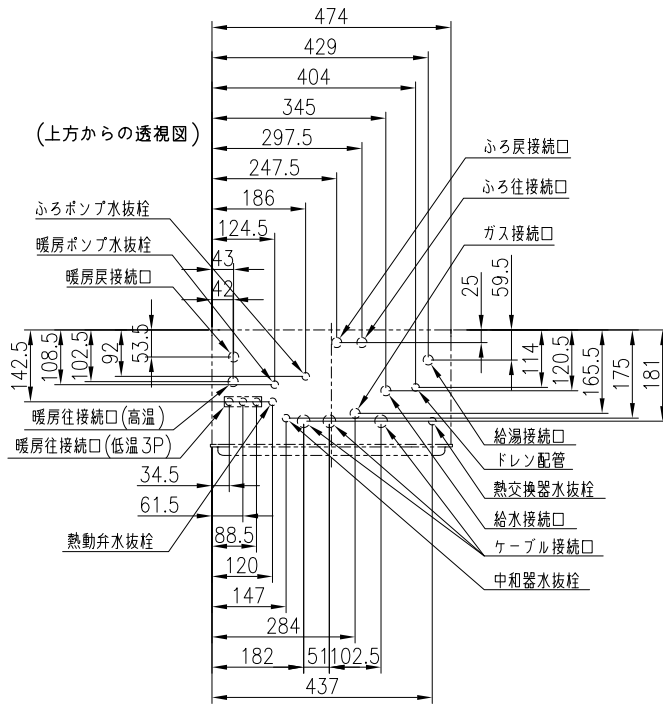 474
429
404
345
(上方からの透視図)
297.5
ふろ戻接続口
247.5
ふろ往接続口
186
ふろポンプ水抜栓
124.5
ガス接続口
暖房ポンプ水抜栓
43
暖房戻接続口
42
25
59.5
142.5
108.5
102.5
92
53.5
114
120.5
165.5
175
181
暖房往接続口(高温)
給湯接続口
暖房往接続口(低温3P)
ドレン配管
34.5
熱交換器水抜栓
61.5
給水接続口
熱動弁水抜栓
88.5
ケーブル接続口
120
中和器水抜栓
147
284
182
51
102.5
437